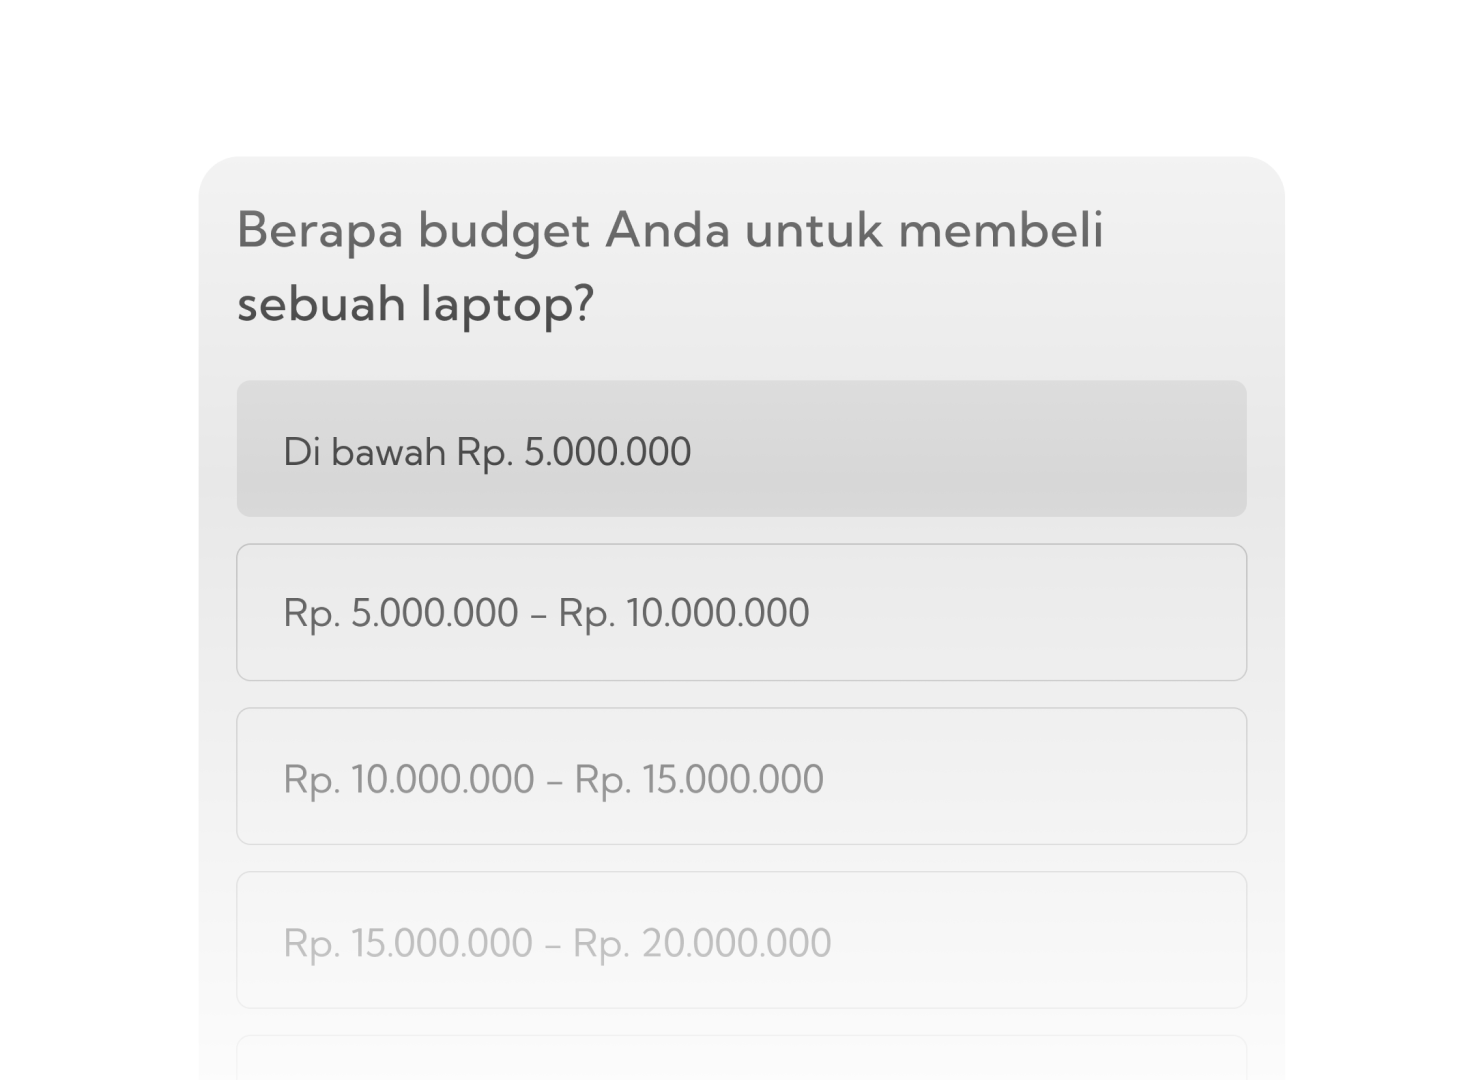 Berapa budget Anda untuk membeli
sebuah laptop?
Di bawah Rp. 5.000.000
Rp. 5.000.000 – Rp. 10.000.000
Rp. 10.000.000 – Rp. 15.000.000
Rp. 15.000.000 – Rp. 20.000.000